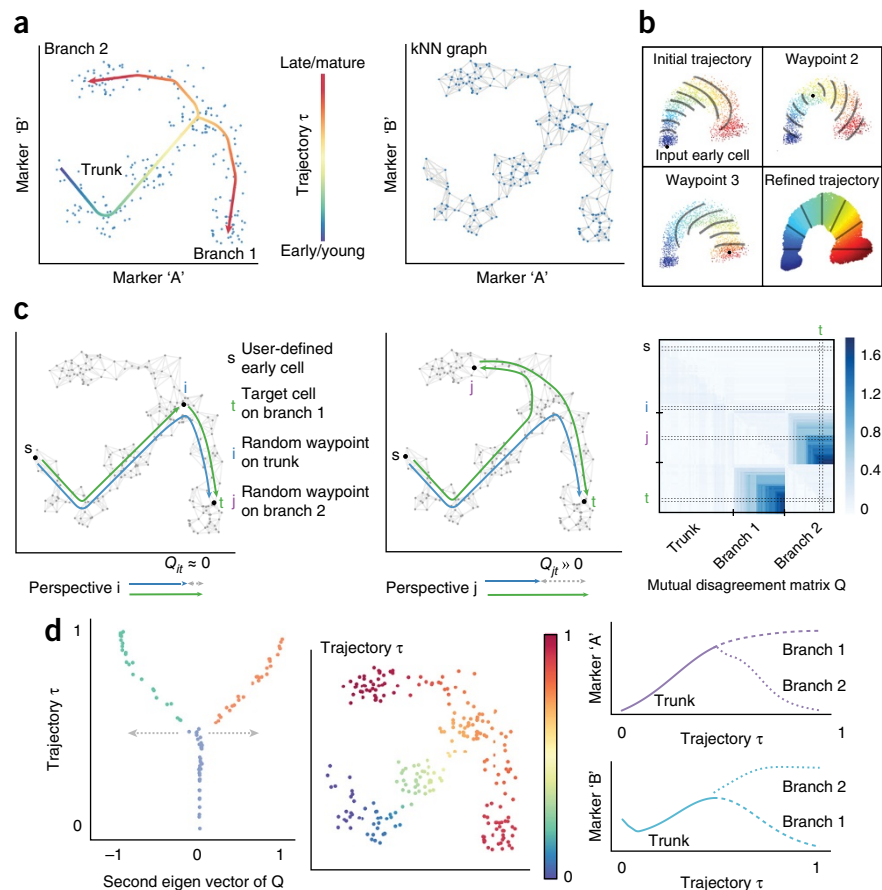 a
Branch 2
Late/mature
Trajectory τ
Early/young
Trunk
Branch 1
Marker 'B'
Marker 'A'
kNN graph
Marker 'B'
Marker 'A'
b
Initial trajectory
Input early cell
Waypoint 2
Waypoint 3
Refined trajectory
c
s
i
t
Q_it ≈ 0
Perspective i
s User-defined
early cell
t Target cell
on branch 1
i Random waypoint
on trunk
j Random waypoint
on branch 2
j
s
t
Q_jt » 0
Perspective j
t
s
i
j
t
1.6
1.2
0.8
0.4
0
Trunk
Branch 1
Branch 2
Mutual disagreement matrix Q
d
1
Trajectory τ
0
−1
0
1
Second eigen vector of Q
Trajectory τ
1
0
Marker 'A'
Branch 1
Branch 2
Trunk
0
1
Trajectory τ
Marker 'B'
Branch 2
Branch 1
Trunk
0
1
Trajectory τ